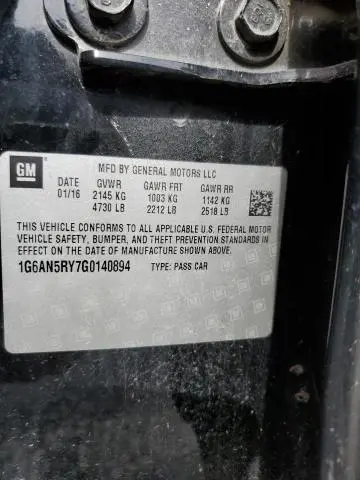 GM
MFD BY GENERAL MOTORS LLC
DATE GVWR GAWR FRT GAWR RR
01/16 2145 KG 1003 KG 1142 KG
4730 LB 2212 LB 2518 LB
THIS VEHICLE CONFORMS TO ALL APPLICABLE U.S. FEDERAL MOTOR
VEHICLE SAFETY, BUMPER, AND THEFT PREVENTION STANDARDS
IN EFFECT ON THE DATE OF MANUFACTURE SHOWN ABOVE.
1G6AN5RY7G0140894 TYPE: PASS CAR